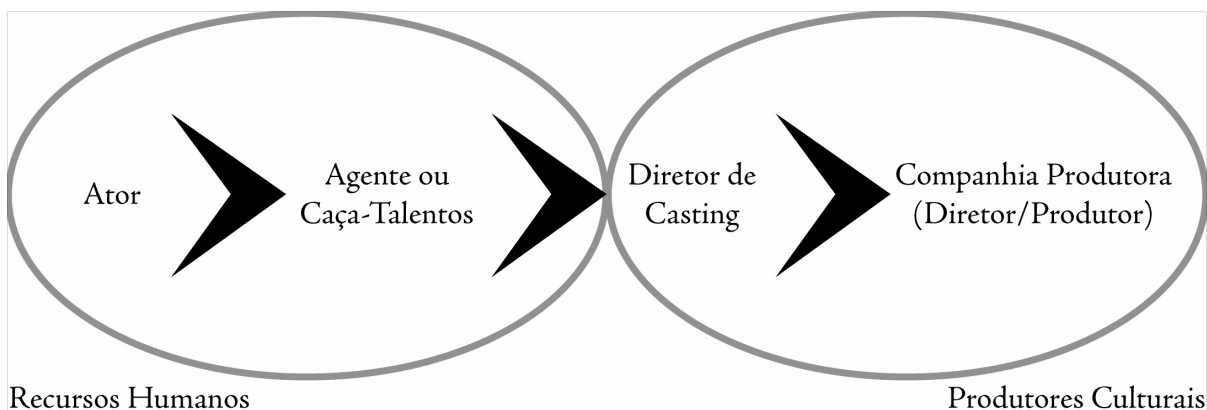 Ator
Agente ou
Caça-Talentos
Diretor de
Casting
Companhia Produtora
(Diretor/Produtor)
Recursos Humanos
Produtores Culturais